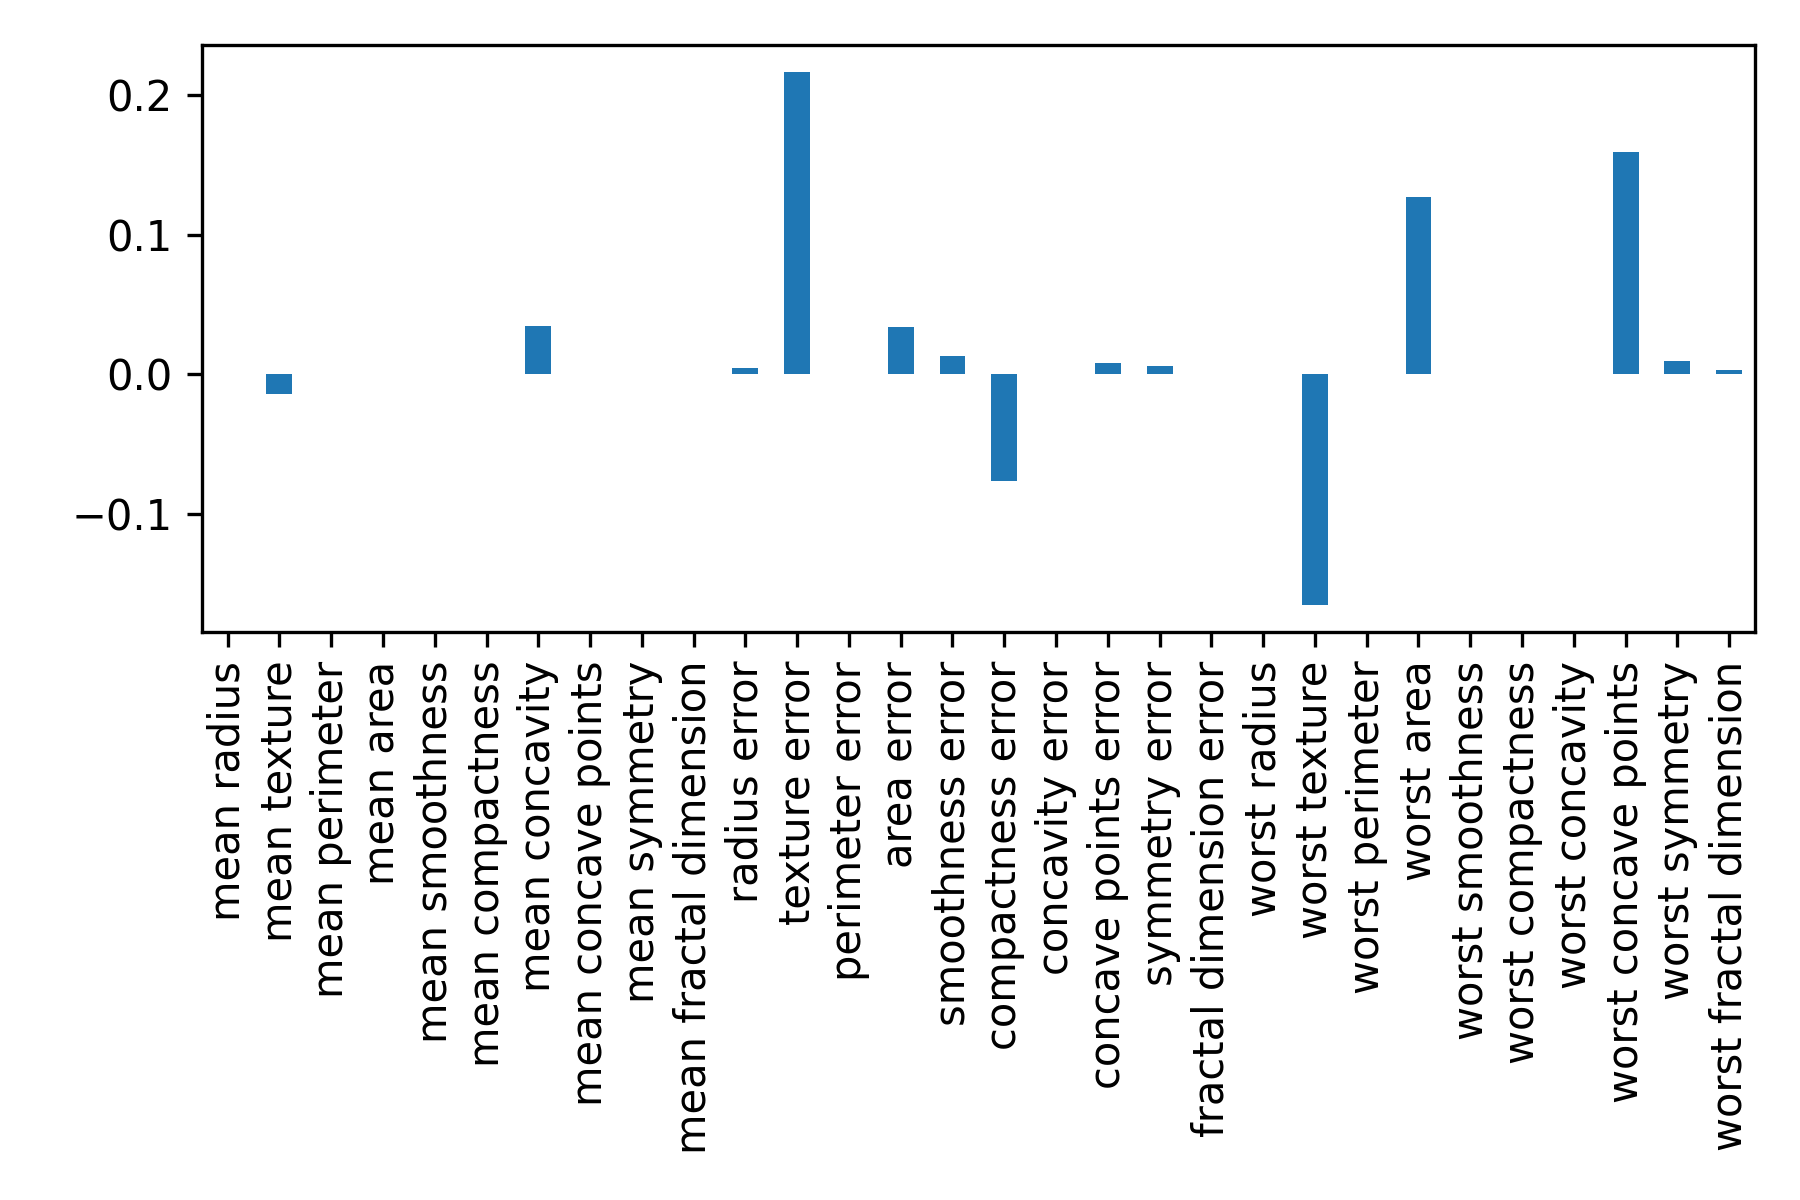 0.2
0.1
0.0
−0.1
mean radius
mean texture
mean perimeter
mean area
mean smoothness
mean compactness
mean concavity
mean concave points
mean symmetry
mean fractal dimension
radius error
texture error
perimeter error
area error
smoothness error
compactness error
concavity error
concave points error
symmetry error
fractal dimension error
worst radius
worst texture
worst perimeter
worst area
worst smoothness
worst compactness
worst concavity
worst concave points
worst symmetry
worst fractal dimension